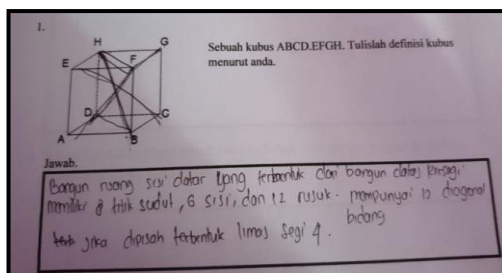 1.
H
G
E
F
D
C
A
B
Sebuah kubus ABCD.EFGH. Tulislah definisi kubus
menurut anda.
Jawab.
Bangun ruang sisi datar yang terbentuk dari bangun datar Persegi
memiliki 8 titik sudut, 6 sisi, dan 12 rusuk. mempunyai 12 diagonal
bidang
jika dipisah terbentuk limas segi 4.